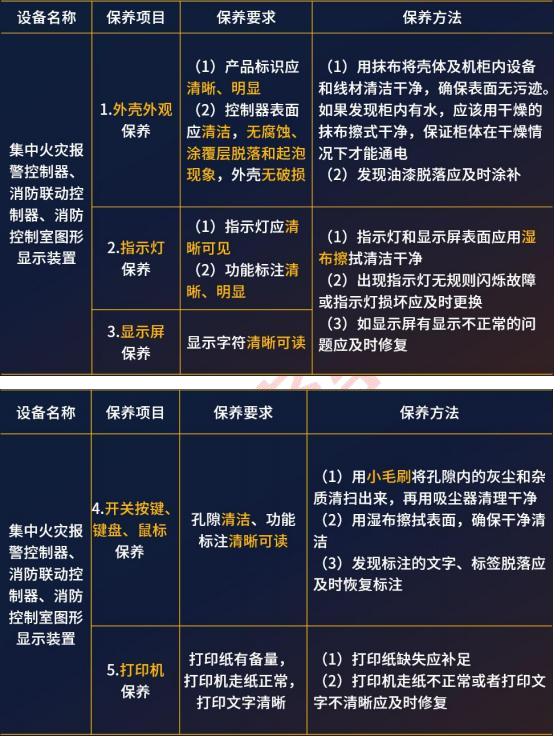 设备名称 保养项目 保养要求 保养方法
集中火灾报
警控制器、
消防联动控
制器、消防
控制室图形
显示装置
1.外壳外观
保养
（1）产品标识应
清晰、明显
（2）控制器表面
应清洁，无腐蚀、
涂覆层脱落和起泡
现象，外壳无破损
（1）用抹布将壳体及机柜内设备
和线材清洁干净，确保表面无污迹。
如果发现柜内有水，应该用干燥的
抹布擦式干净，保证柜体在干燥情
况下才能通电
（2）发现油漆脱落应及时涂补
2.指示灯
保养
（1）指示灯应清
晰可见
（2）功能标注清
晰、明显
3.显示屏
保养
显示字符清晰可读
（1）指示灯和显示屏表面应用湿
布擦拭清洁干净
（2）出现指示灯无规则闪烁故障
或指示灯损坏应及时更换
（3）如显示屏有显示不正常的问
题应及时修复
设备名称 保养项目 保养要求 保养方法
集中火灾报
警控制器、
消防联动控
制器、消防
控制室图形
显示装置
4.开关按键、
键盘、鼠标
保养
孔隙清洁、功能
标注清晰可读
（1）用小毛刷将孔隙内的灰尘和杂
质清扫出来，再用吸尘器清理干净
（2）用湿布擦拭表面，确保干净清
洁
（3）发现标注的文字、标签脱落应
及时恢复标注
5.打印机
保养
打印纸有备量，
打印机走纸正常，
打印文字清晰
（1）打印纸缺失应补足
（2）打印机走纸不正常或者打印文
字不清晰应及时修复